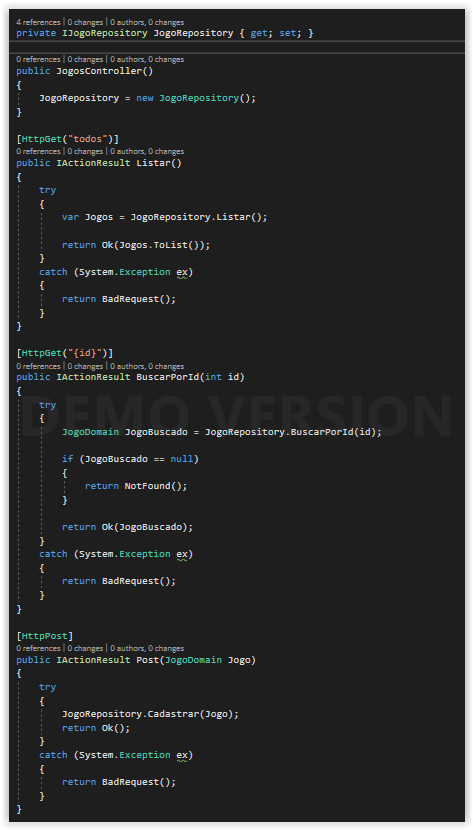 4 references | 0 changes | 0 authors, 0 changes
private IJogoRepository JogoRepository { get; set; }
0 references | 0 changes | 0 authors, 0 changes
public JogosController()
{
    JogoRepository = new JogoRepository();
}
[HttpGet("todos")]
0 references | 0 changes | 0 authors, 0 changes
public IActionResult Listar()
{
    try
    {
        var Jogos = JogoRepository.Listar();
        return Ok(Jogos.ToList());
    }
    catch (System.Exception ex)
    {
        return BadRequest();
    }
}
[HttpGet("{id}")]
0 references | 0 changes | 0 authors, 0 changes
public IActionResult BuscarPorId(int id)
{
    try
DEMO VERSION
    {
        JogoDomain JogoBuscado = JogoRepository.BuscarPorId(id);
        if (JogoBuscado == null)
        {
            return NotFound();
        }
        return Ok(JogoBuscado);
    }
    catch (System.Exception ex)
    {
        return BadRequest();
    }
}
[HttpPost]
0 references | 0 changes | 0 authors, 0 changes
public IActionResult Post(JogoDomain Jogo)
{
    try
    {
        JogoRepository.Cadastrar(Jogo);
        return Ok();
    }
    catch (System.Exception ex)
    {
        return BadRequest();
    }
}